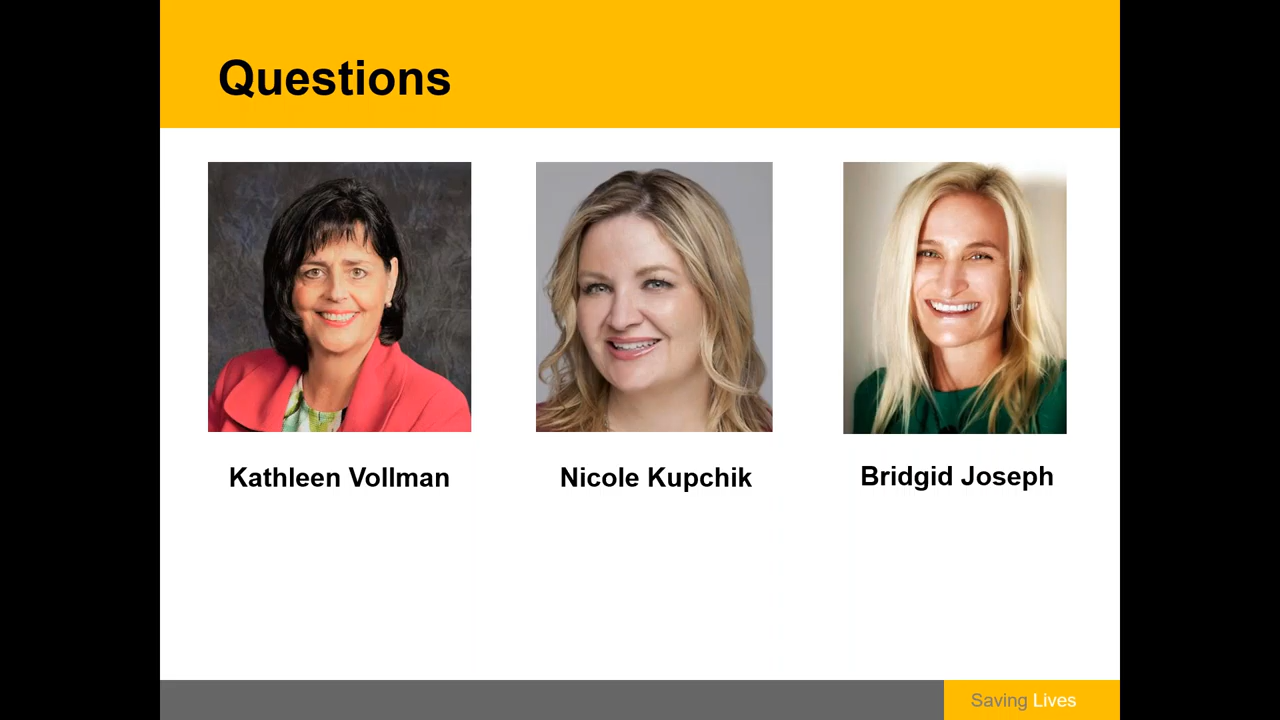 Questions
Kathleen Vollman
Nicole Kupchik
Bridgid Joseph
Saving Lives